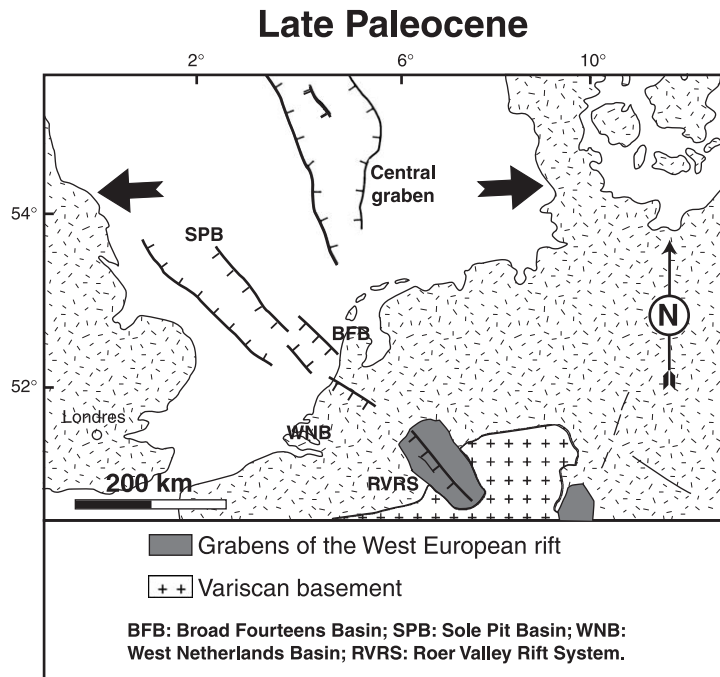 Late Paleocene
2° 6° 10°
Central
graben
54°
SPB
N
BFB
52°
Londres
WNB
200 km
RVRS
Grabens of the West European rift
+ + Variscan basement
BFB: Broad Fourteens Basin; SPB: Sole Pit Basin; WNB:
West Netherlands Basin; RVRS: Roer Valley Rift System.